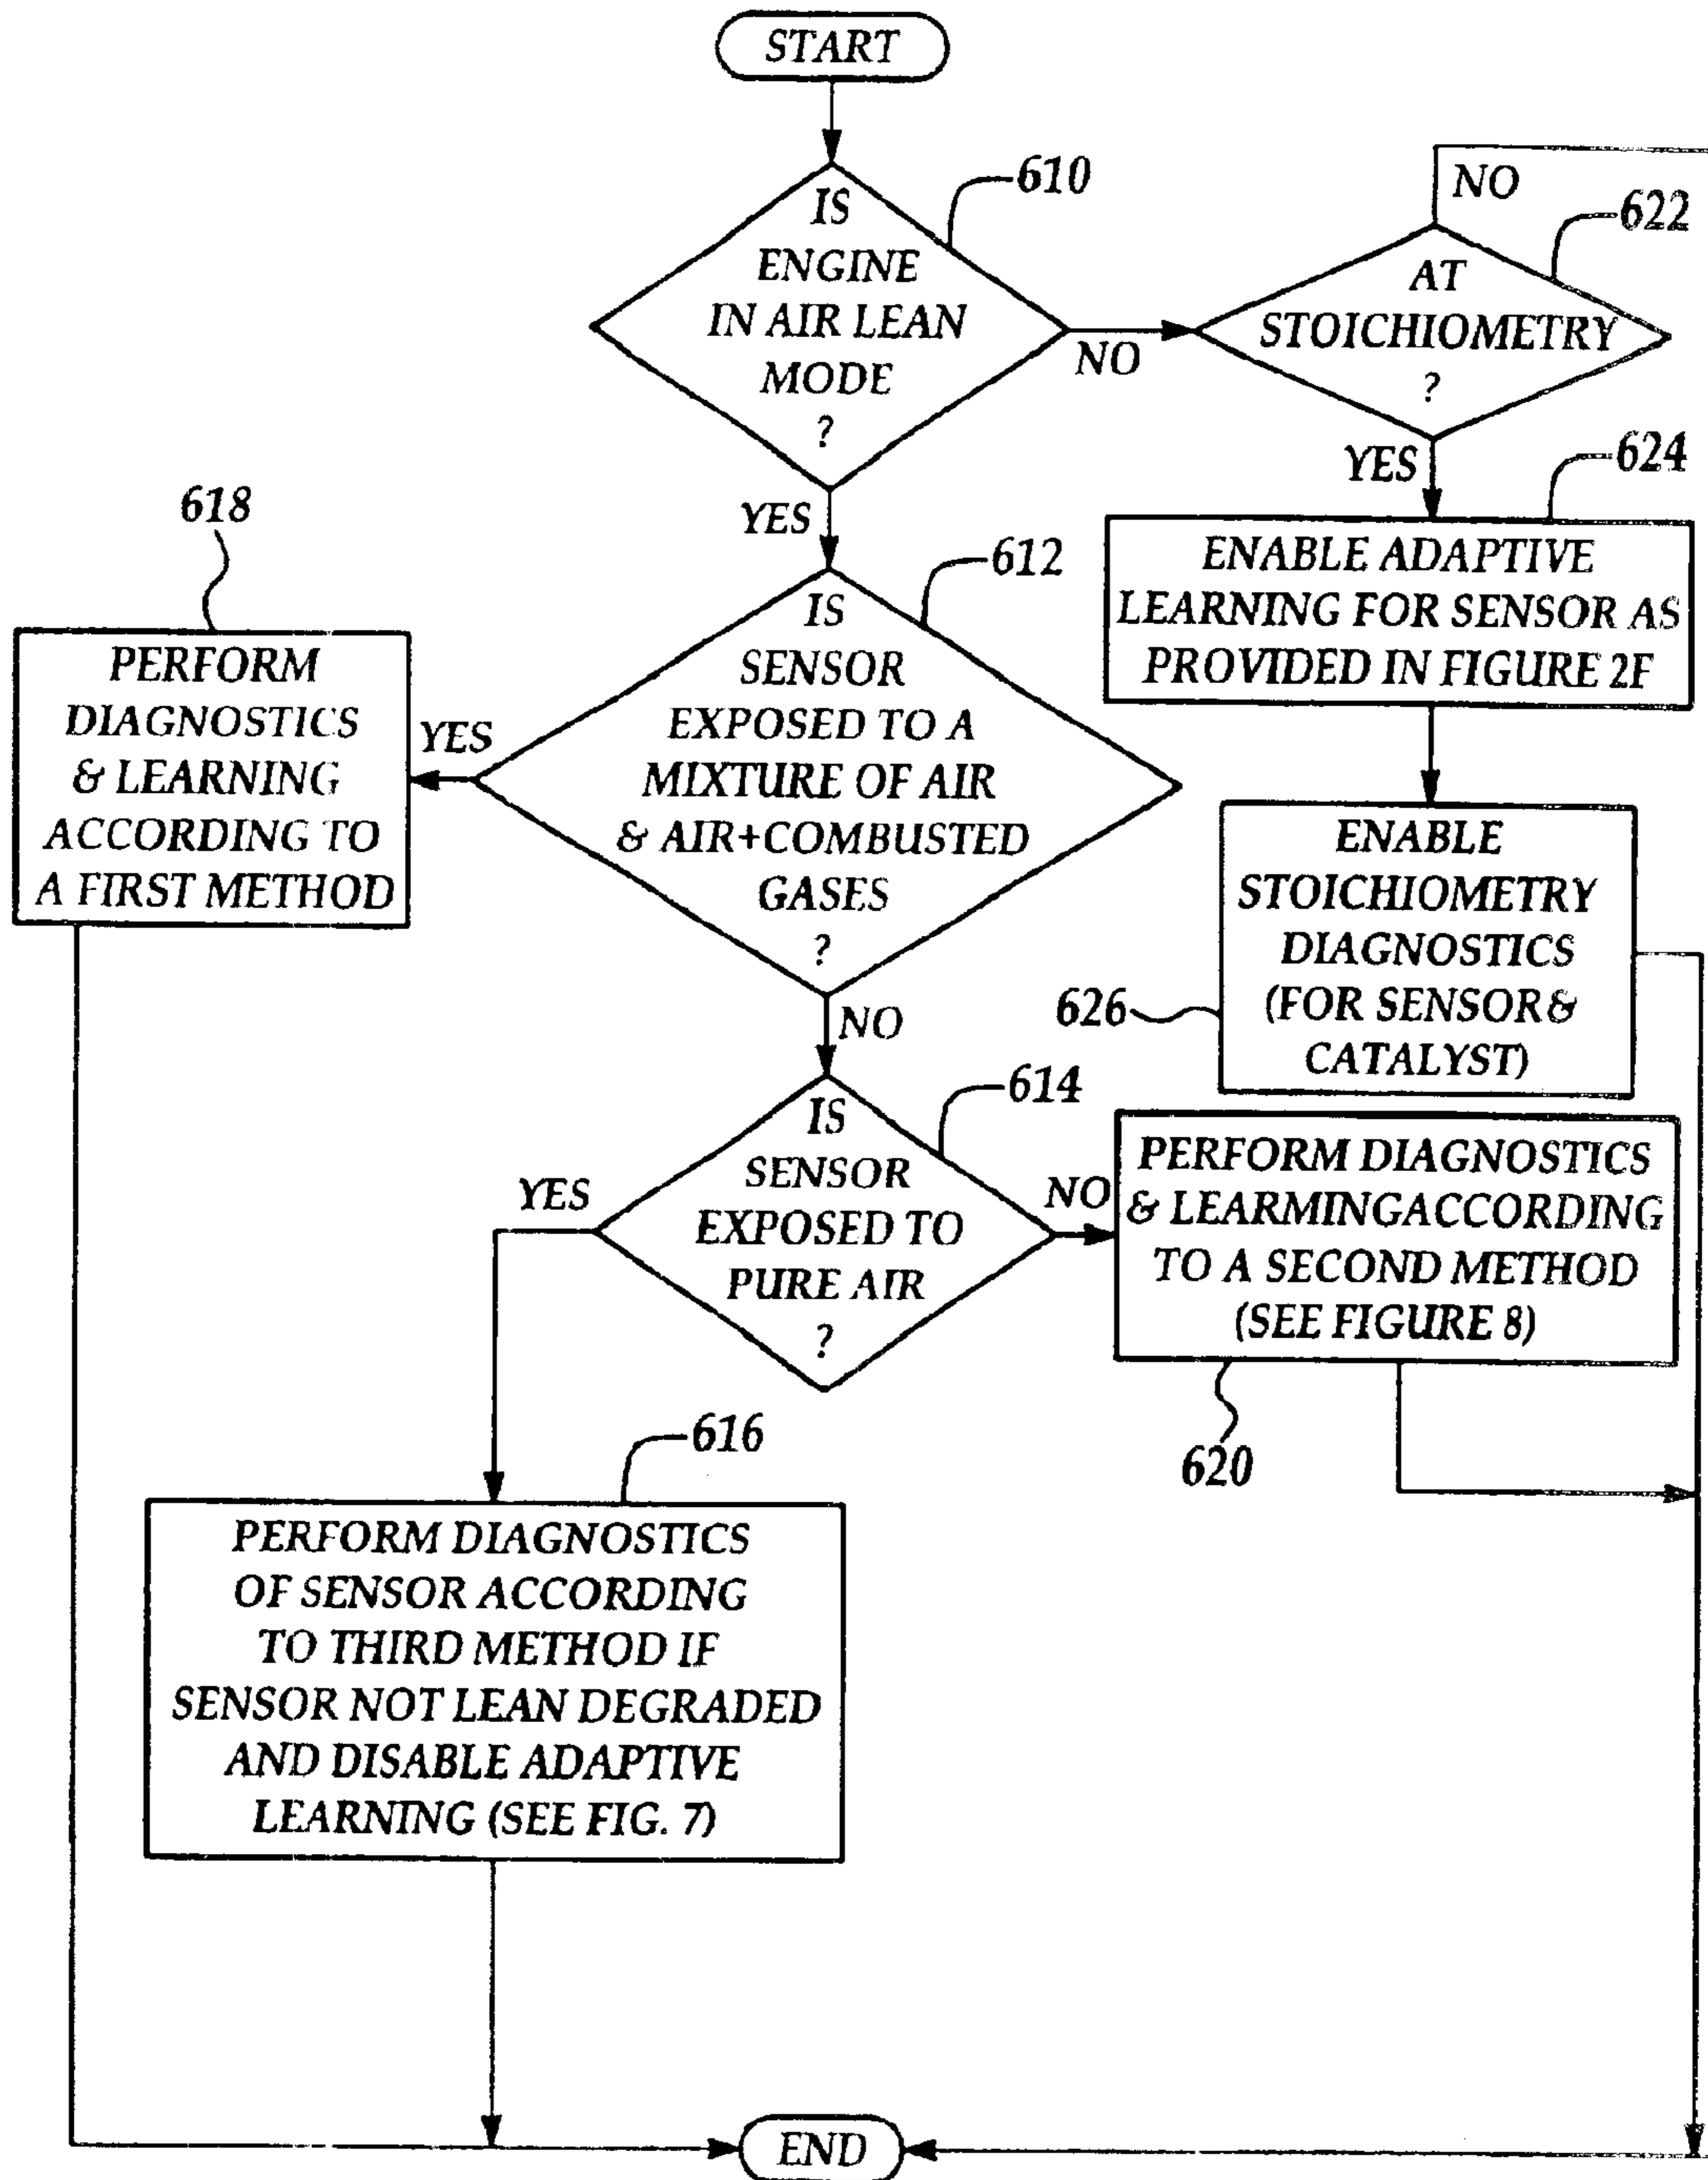 START
610
IS
ENGINE
IN AIR LEAN
MODE
?
NO
NO
622
AT
STOICHIOMETRY
?
YES
YES
624
ENABLE ADAPTIVE
LEARNING FOR SENSOR AS
PROVIDED IN FIGURE 2F
618
PERFORM
DIAGNOSTICS
& LEARNING
ACCORDING TO
A FIRST METHOD
YES
612
IS
SENSOR
EXPOSED TO A
MIXTURE OF AIR
& AIR+COMBUSTED
GASES
?
NO
ENABLE
STOICHIOMETRY
DIAGNOSTICS
(FOR SENSOR&
CATALYST)
626
614
IS
SENSOR
EXPOSED TO
PURE AIR
?
YES
NO
PERFORM DIAGNOSTICS
& LEARMINGACCORDING
TO A SECOND METHOD
(SEE FIGURE 8)
620
616
PERFORM DIAGNOSTICS
OF SENSOR ACCORDING
TO THIRD METHOD IF
SENSOR NOT LEAN DEGRADED
AND DISABLE ADAPTIVE
LEARNING (SEE FIG. 7)
END